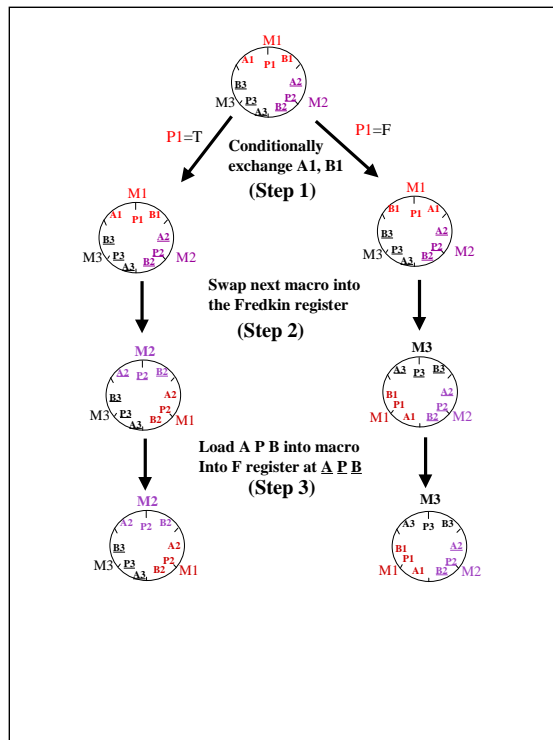 M1
A1 P1 B1
B3 A2
P3 P2
M3 A3 B2 M2
P1=T P1=F
Conditionally
exchange A1, B1
(Step 1)
M1
A1 P1 B1
B3 A2
P3 P2
M3 A3 B2 M2
M1
B1 P1 A1
B3 A2
P3 P2
M3 A3 B2 M2
Swap next macro into
the Fredkin register
(Step 2)
M2
A2 P2 B2
B3 A2
P3 P2
M3 A3 B2 M1
M3
A3 P3 B3
B1 A2
P1 P2
M1 A1 B2 M2
Load A P B into macro
Into F register at A P B
(Step 3)
M2
A2 P2 B2
B3 A2
P3 P2
M3 A3 B2 M1
M3
A3 P3 B3
B1 A2
P1 P2
M1 A1 B2 M2